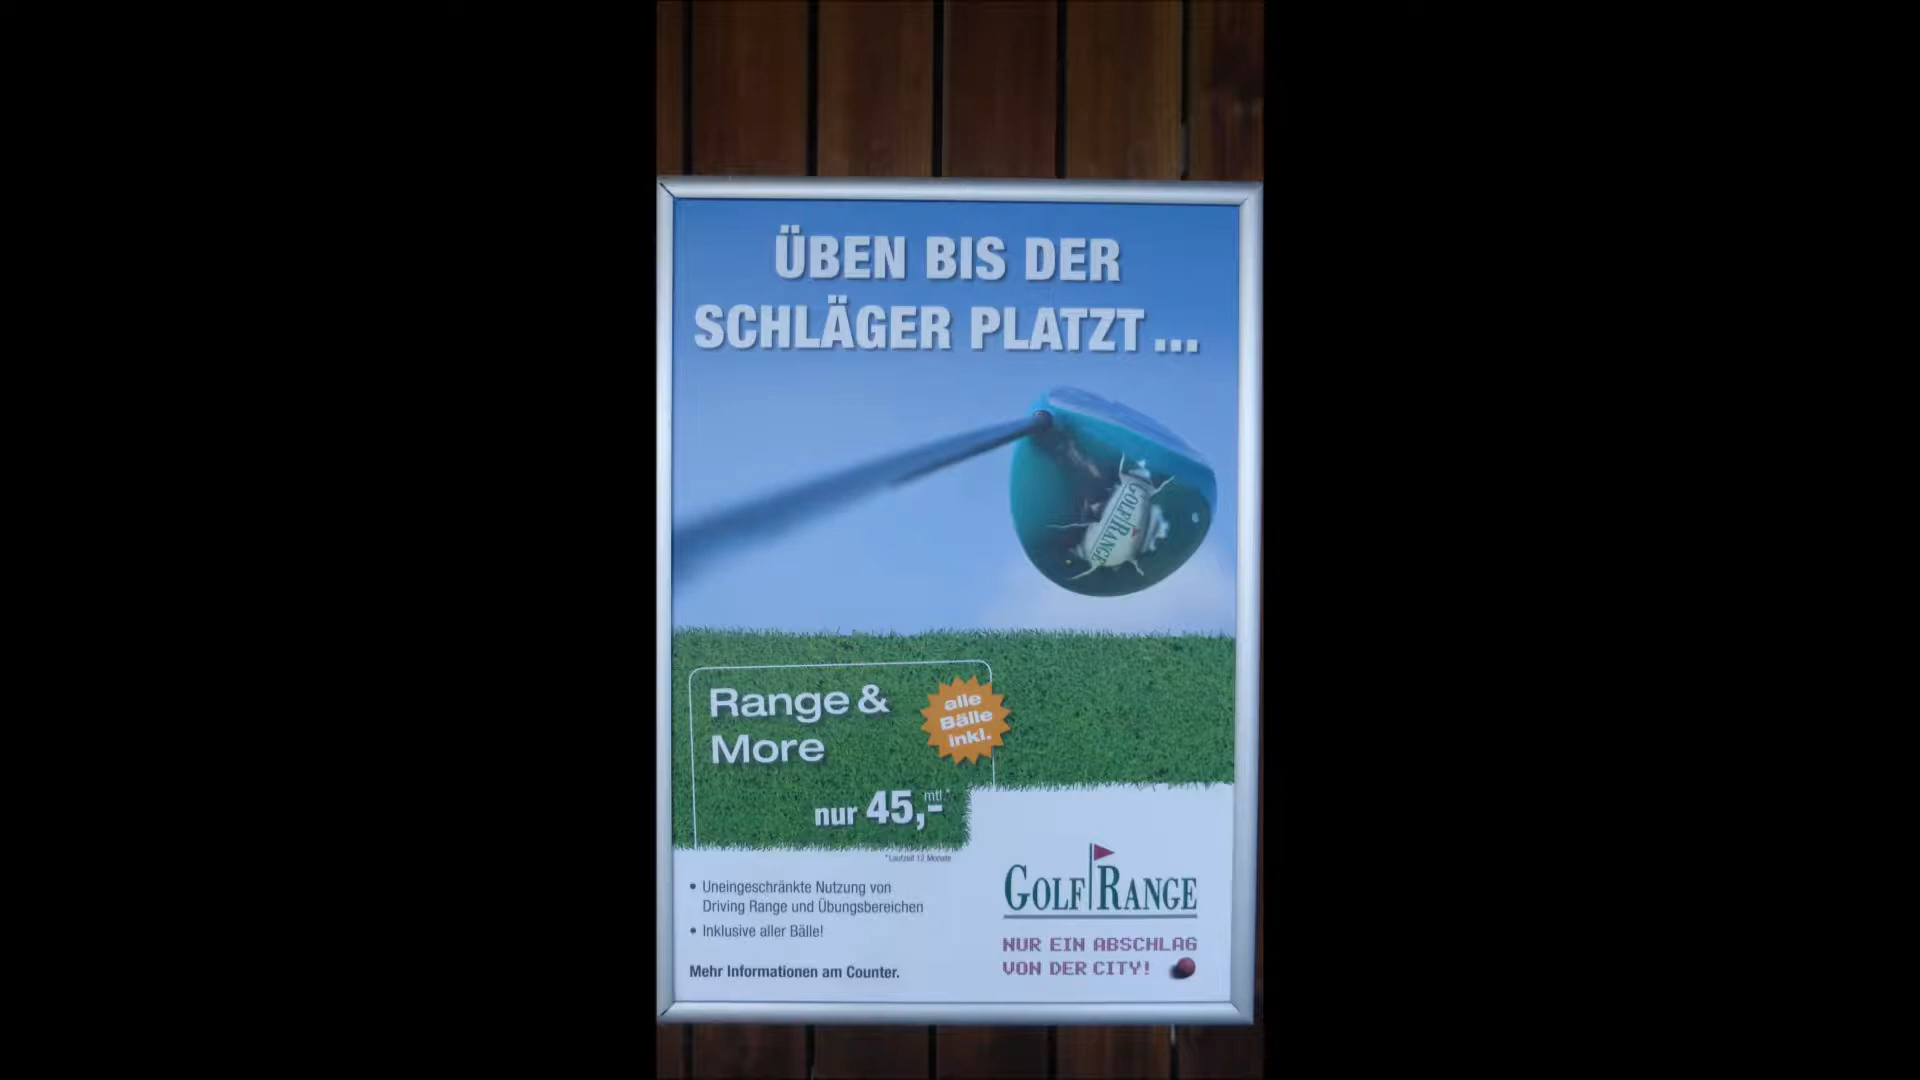 ÜBEN BIS DER
SCHLÄGER PLATZT ...
GOLF RANGE
Range &
More
alle
Bälle
inkl.
nur 45,- mtl.*
*Laufzeit 12 Monate
• Uneingeschränkte Nutzung von
Driving Range und Übungsbereichen
• Inklusive aller Bälle!
Mehr Informationen am Counter.
GOLF RANGE
NUR EIN ABSCHLAG
VON DER CITY!